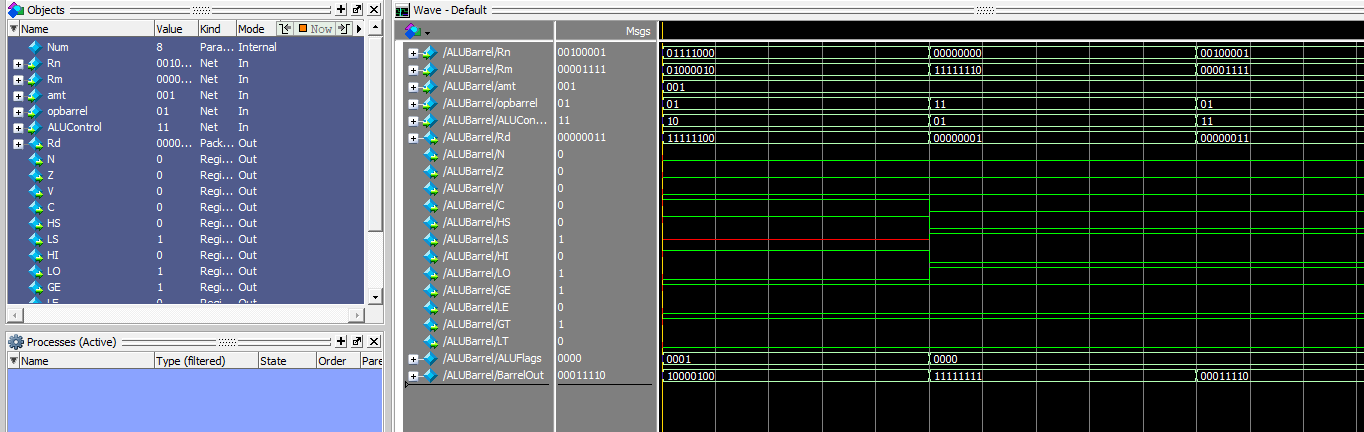 Objects
Name Value Kind Mode Now
Num 8 Para... Internal
Rn 0010... Net In
Rm 0000... Net In
amt 001 Net In
opbarrel 01 Net In
ALUControl 11 Net In
Rd 0000... Pack... Out
N 0 Regi... Out
Z 0 Regi... Out
V 0 Regi... Out
C 0 Regi... Out
HS 0 Regi... Out
LS 1 Regi... Out
HI 0 Regi... Out
LO 1 Regi... Out
GE 1 Regi... Out
LE 0 Regi... Out
Processes (Active)
Name Type (filtered) State Order Pare
Wave - Default
Msgs
/ALUBarrel/Rn 00100001 01111000 00000000 00100001
/ALUBarrel/Rm 00001111 01000010 11111110 00001111
/ALUBarrel/amt 001 001
/ALUBarrel/opbarrel 01 01 11 01
/ALUBarrel/ALUCon... 11 10 01 11
/ALUBarrel/Rd 00000011 11111100 00000001 00000011
/ALUBarrel/N 0
/ALUBarrel/Z 0
/ALUBarrel/V 0
/ALUBarrel/C 0
/ALUBarrel/HS 0
/ALUBarrel/LS 1
/ALUBarrel/HI 0
/ALUBarrel/LO 1
/ALUBarrel/GE 1
/ALUBarrel/LE 0
/ALUBarrel/GT 1
/ALUBarrel/LT 0
/ALUBarrel/ALUFlags 0000 0001 0000
/ALUBarrel/BarrelOut 00011110 10000100 11111111 00011110